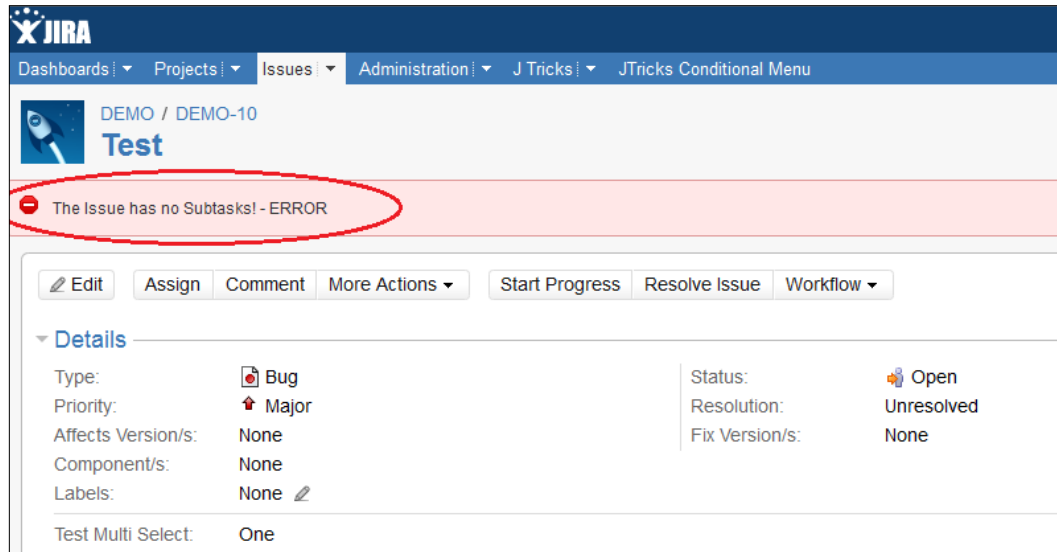 JIRA
Dashboards Projects Issues Administration J Tricks JTricks Conditional Menu
DEMO / DEMO-10
Test
The Issue has no Subtasks! - ERROR
Edit Assign Comment More Actions Start Progress Resolve Issue Workflow
Details
Type: Bug Status: Open
Priority: Major Resolution: Unresolved
Affects Version/s: None Fix Version/s: None
Component/s: None
Labels: None
Test Multi Select: One